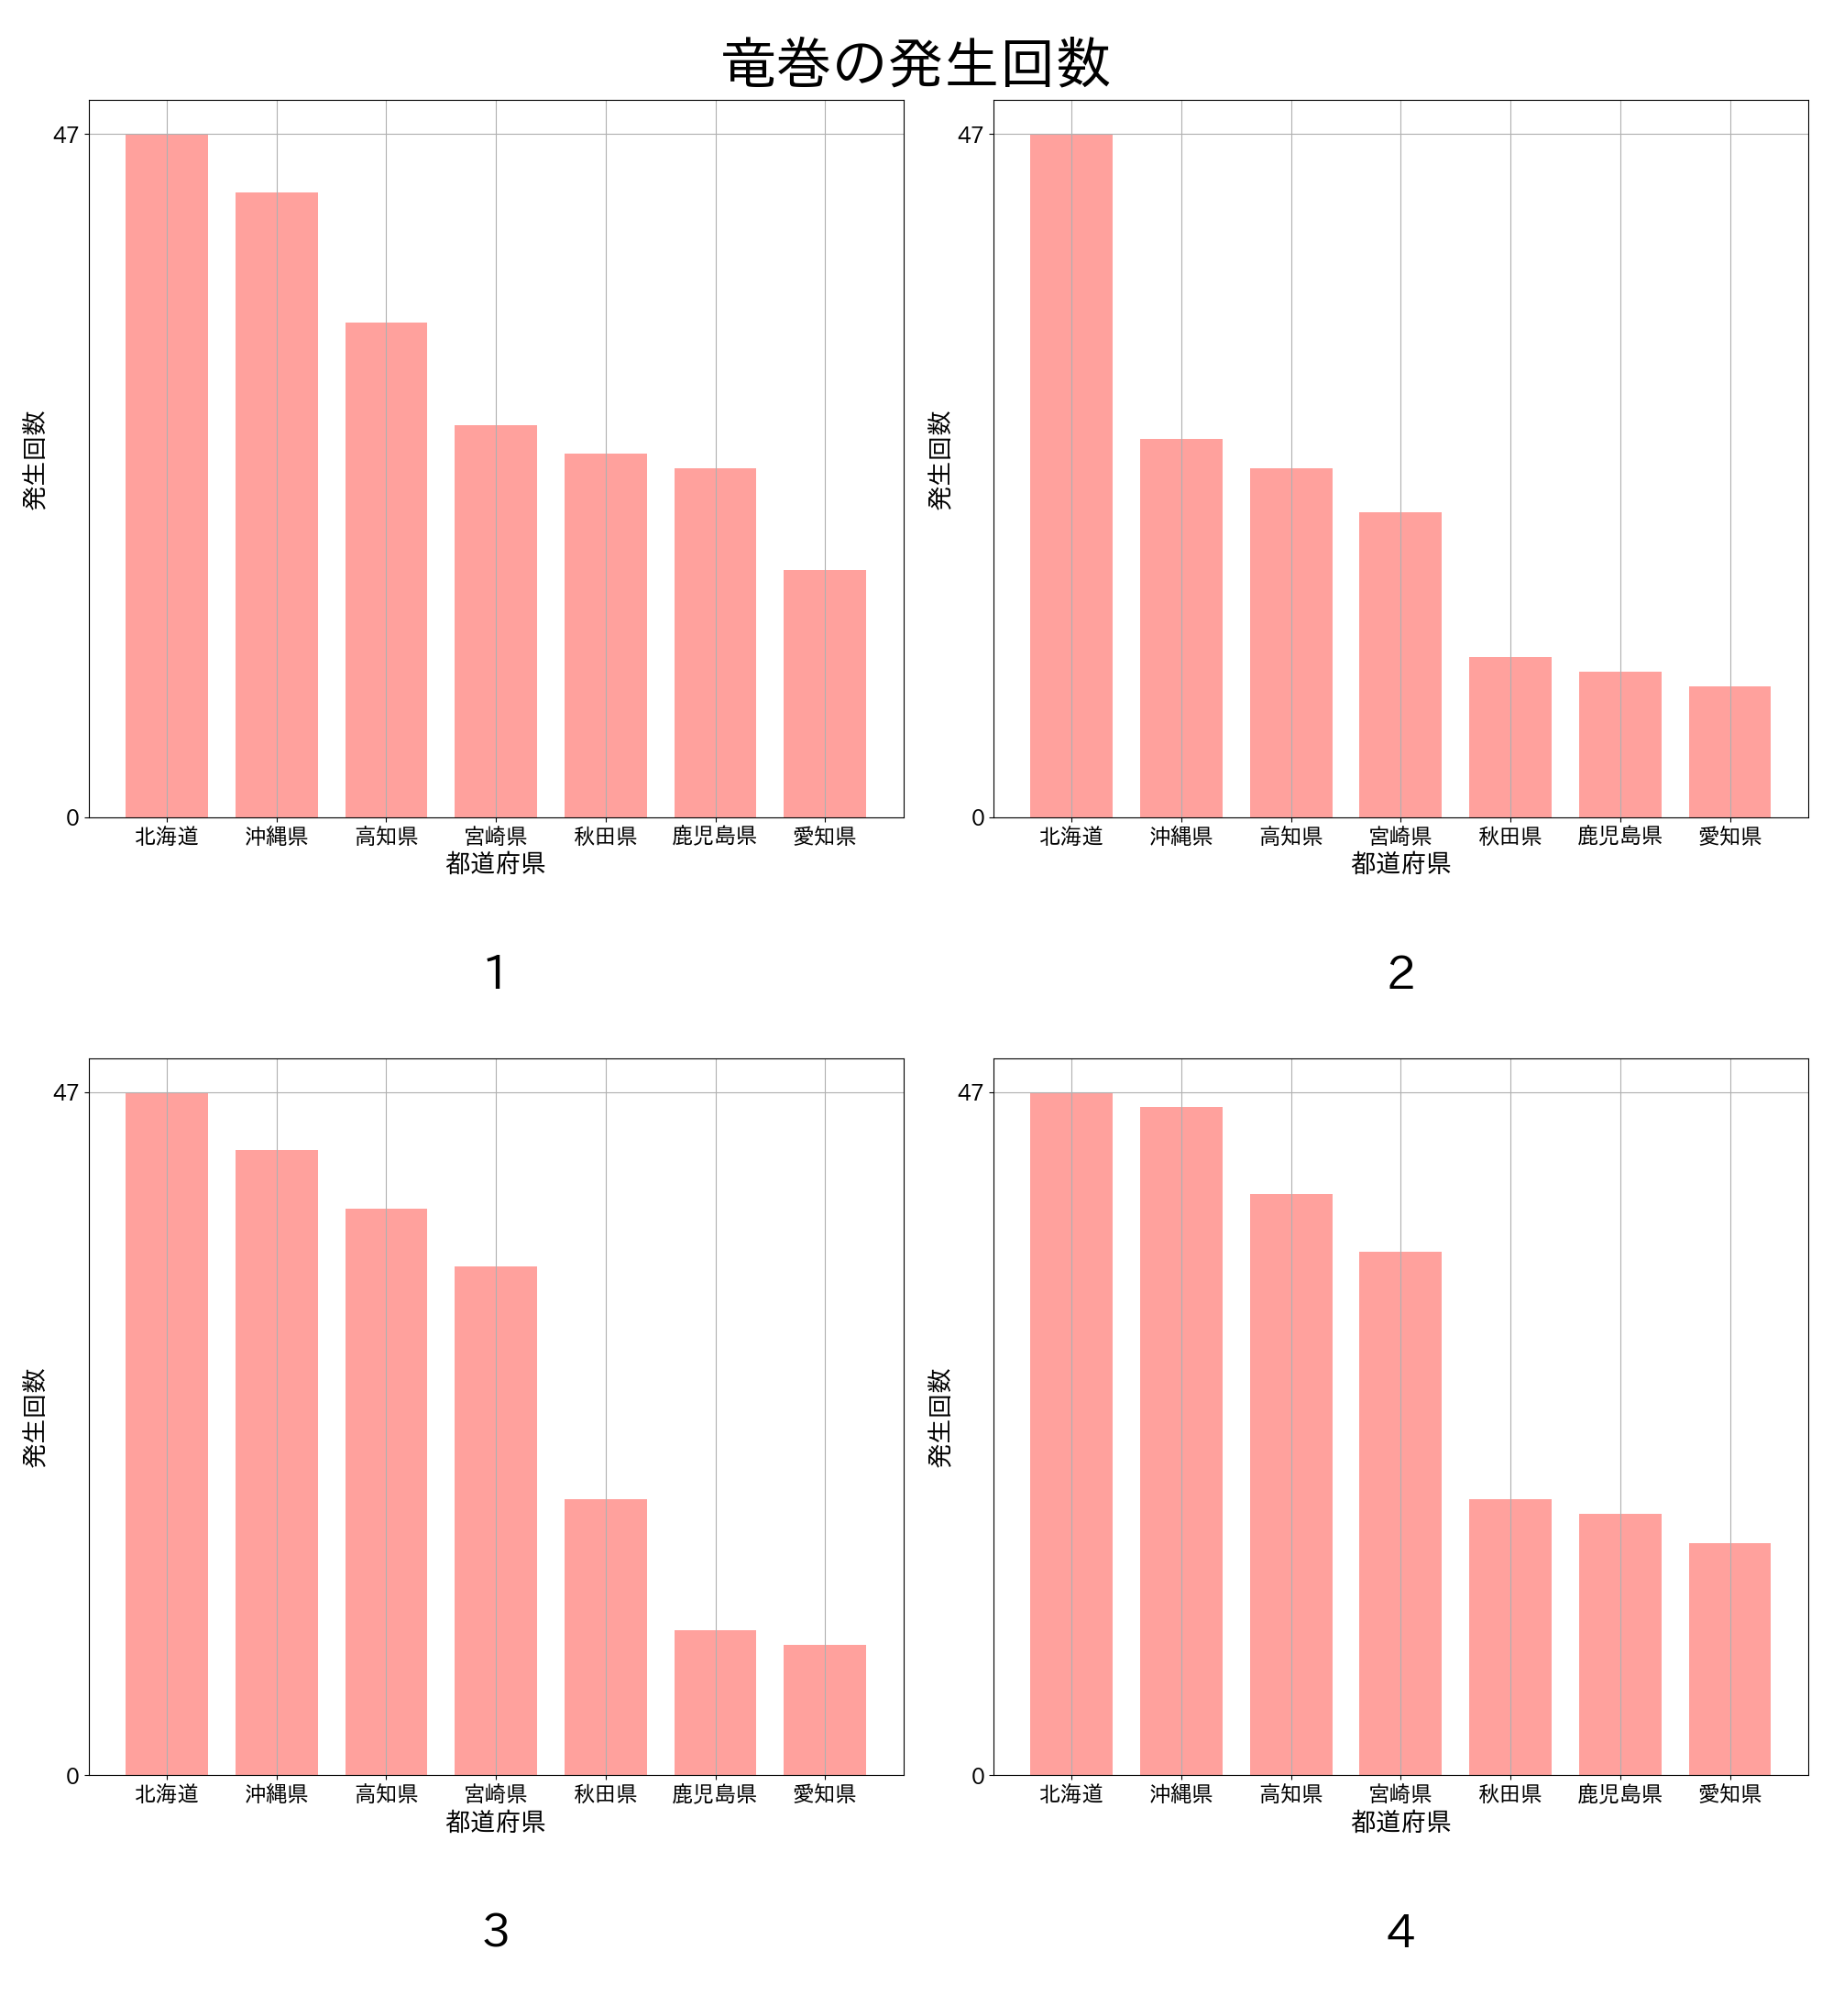 竜巻の発生回数
47
0
発生回数
北海道 沖縄県 高知県 宮崎県 秋田県 鹿児島県 愛知県
都道府県
1
47
0
発生回数
北海道 沖縄県 高知県 宮崎県 秋田県 鹿児島県 愛知県
都道府県
2
47
0
発生回数
北海道 沖縄県 高知県 宮崎県 秋田県 鹿児島県 愛知県
都道府県
3
47
0
発生回数
北海道 沖縄県 高知県 宮崎県 秋田県 鹿児島県 愛知県
都道府県
4